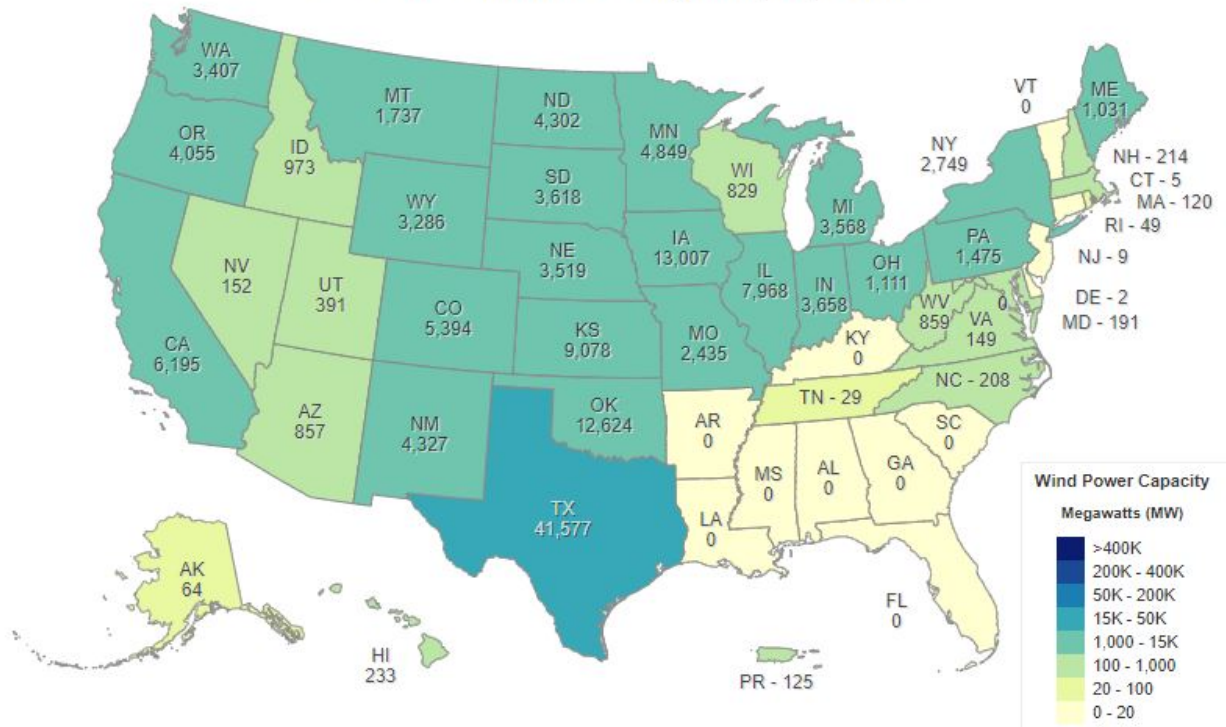 WA
3,407
MT
1,737
ND
4,302
MN
4,849
VT
0
ME
1,031
OR
4,055
ID
973
SD
3,618
WI
829
NY
2,749
NH - 214
CT - 5
MA - 120
RI - 49
WY
3,286
MI
3,568
NE
3,519
IA
13,007
PA
1,475
NJ - 9
NV
152
UT
391
CO
5,394
IL
7,968
IN
3,658
OH
1,111
DE - 2
MD - 191
0
WV
859
VA
149
CA
6,195
KS
9,078
MO
2,435
KY
0
NC - 208
TN - 29
AZ
857
NM
4,327
OK
12,624
AR
0
SC
0
MS
0
AL
0
GA
0
TX
41,577
LA
0
FL
0
AK
64
HI
233
PR - 125
Wind Power Capacity
Megawatts (MW)
>400K
200K - 400K
50K - 200K
15K - 50K
1,000 - 15K
100 - 1,000
20 - 100
0 - 20